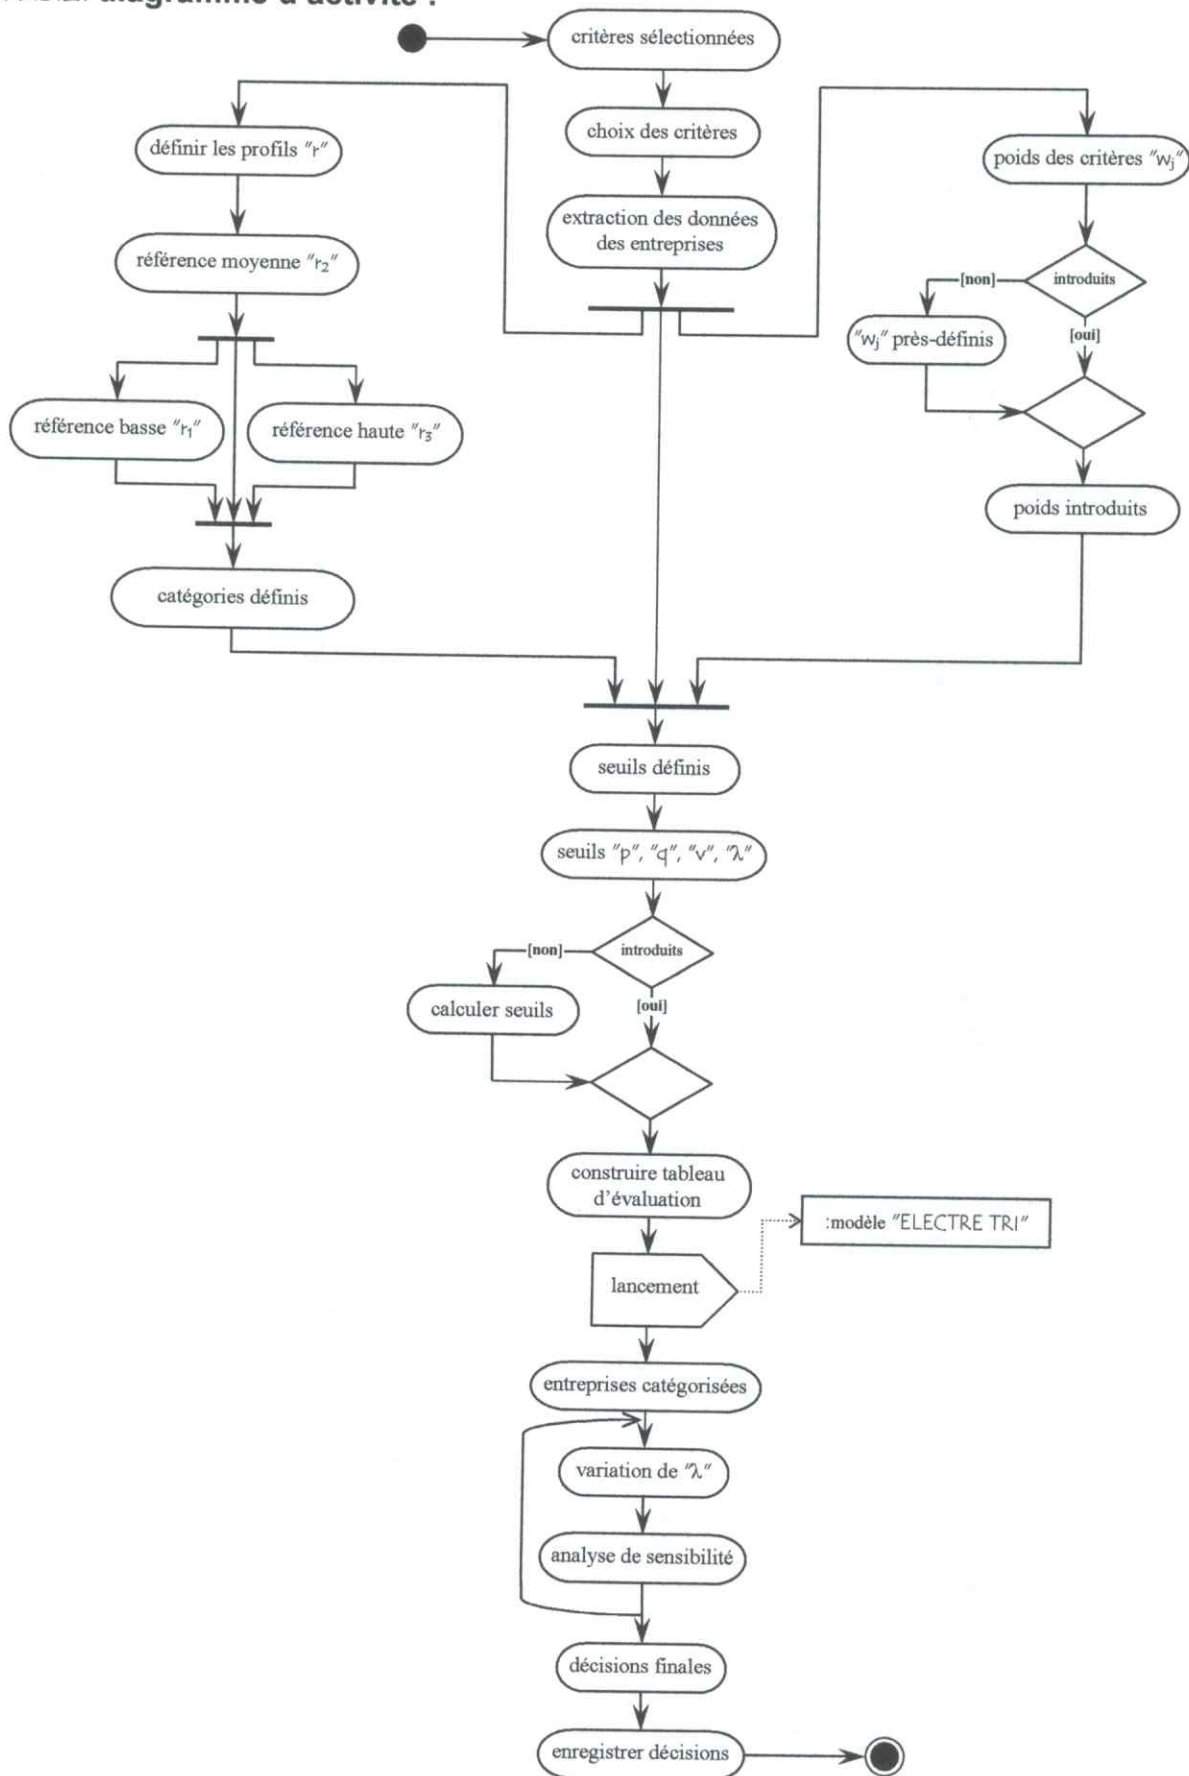 diagramme d'activité :
critères sélectionnées
choix des critères
extraction des données
des entreprises
définir les profils "r"
référence moyenne "r₂"
référence basse "r₁"
référence haute "r₃"
catégories définis
poids des critères "wⱼ"
introduits
[non]
[oui]
"wⱼ" près-définis
poids introduits
seuils définis
seuils "p", "q", "v", "λ"
introduits
[non]
[oui]
calculer seuils
construire tableau
d'évaluation
:modèle "ELECTRE TRI"
lancement
entreprises catégorisées
variation de "λ"
analyse de sensibilité
décisions finales
enregistrer décisions